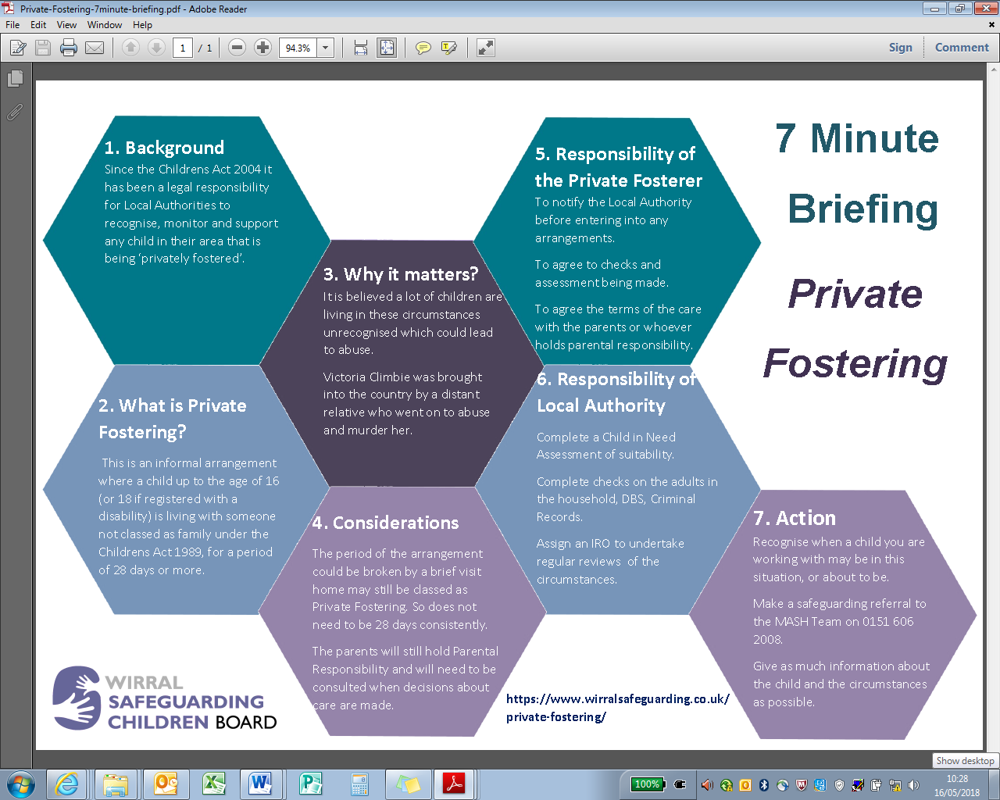 Private-Fostering-7minute-briefing.pdf - Adobe Reader
File Edit View Window Help
1 / 1 94.3% Sign Comment
7 Minute
Briefing
Private
Fostering
1. Background
Since the Childrens Act 2004 it
has been a legal responsibility
for Local Authorities to
recognise, monitor and support
any child in their area that is
being ‘privately fostered’.
2. What is Private
Fostering?
This is an informal arrangement
where a child up to the age of 16
(or 18 if registered with a
disability) is living with someone
not classed as family under the
Childrens Act 1989, for a period
of 28 days or more.
3. Why it matters?
It is believed a lot of children are
living in these circumstances
unrecognised which could lead
to abuse.
Victoria Climbie was brought
into the country by a distant
relative who went on to abuse
and murder her.
4. Considerations
The period of the arrangement
could be broken by a brief visit
home may still be classed as
Private Fostering. So does not
need to be 28 days consistently.
The parents will still hold Parental
Responsibility and will need to be
consulted when decisions about
care are made.
5. Responsibility of
the Private Fosterer
To notify the Local Authority
before entering into any
arrangements.
To agree to checks and
assessment being made.
To agree the terms of the care
with the parents or whoever
holds parental responsibility.
6. Responsibility of
Local Authority
Complete a Child in Need
Assessment of suitability.
Complete checks on the adults in
the household, DBS, Criminal
Records.
Assign an IRO to undertake
regular reviews  of the
circumstances.
7. Action
Recognise when a child you are
working with may be in this
situation, or about to be.
Make a safeguarding referral to
the MASH Team on 0151 606
2008.
Give as much information about
the child and the circumstances
as possible.
WIRRAL
SAFEGUARDING
CHILDREN BOARD
https://www.wirralsafeguarding.co.uk/
private-fostering/
Show desktop
100%
10:28
16/05/2018